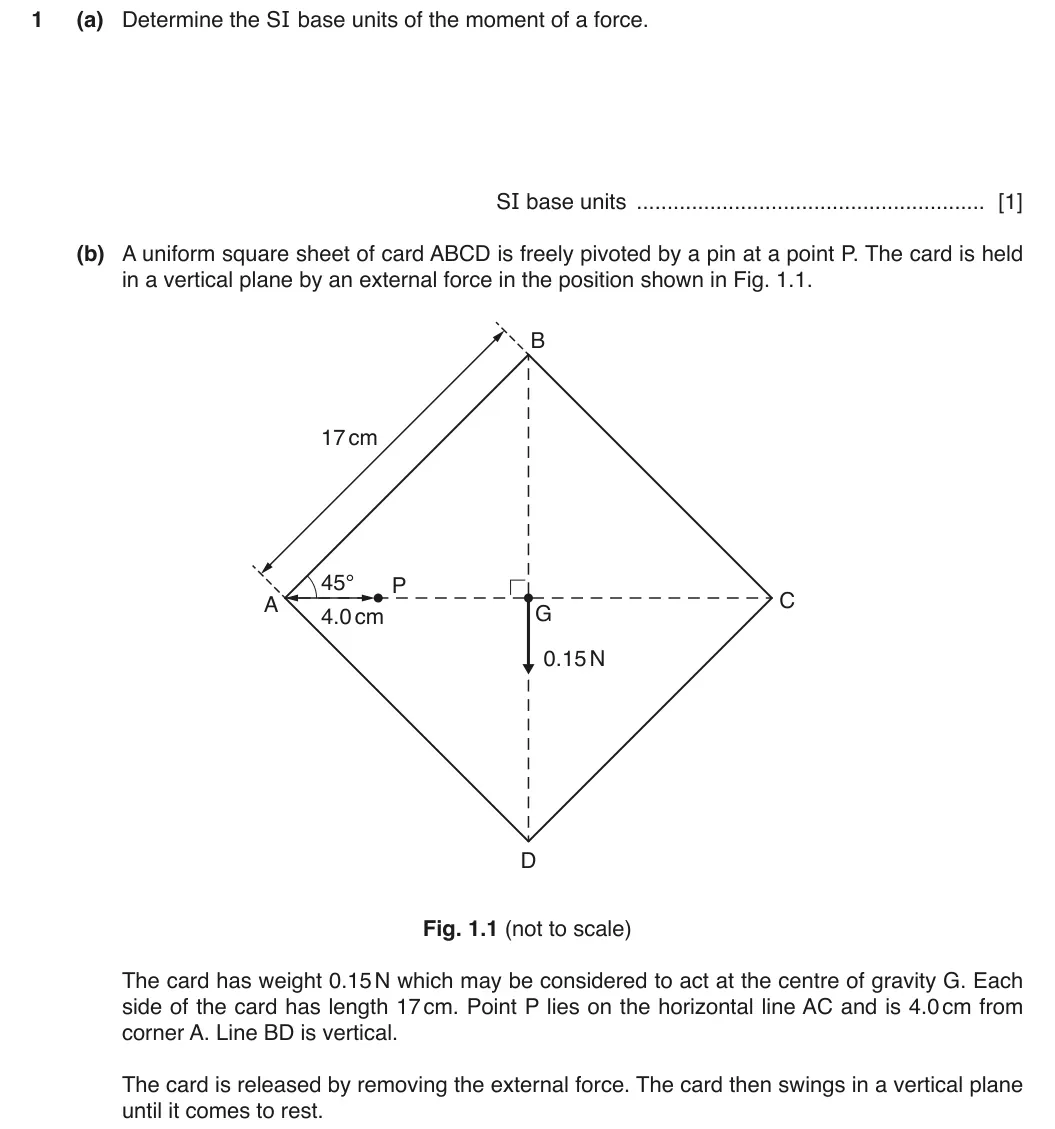 1 (a) Determine the SI base units of the moment of a force.
SI base units .......................................................... [1]
(b) A uniform square sheet of card ABCD is freely pivoted by a pin at a point P. The card is held
in a vertical plane by an external force in the position shown in Fig. 1.1.
B
17 cm
45°
P
A
4.0 cm
G
C
0.15 N
D
Fig. 1.1 (not to scale)
The card has weight 0.15 N which may be considered to act at the centre of gravity G. Each
side of the card has length 17 cm. Point P lies on the horizontal line AC and is 4.0 cm from
corner A. Line BD is vertical.
The card is released by removing the external force. The card then swings in a vertical plane
until it comes to rest.